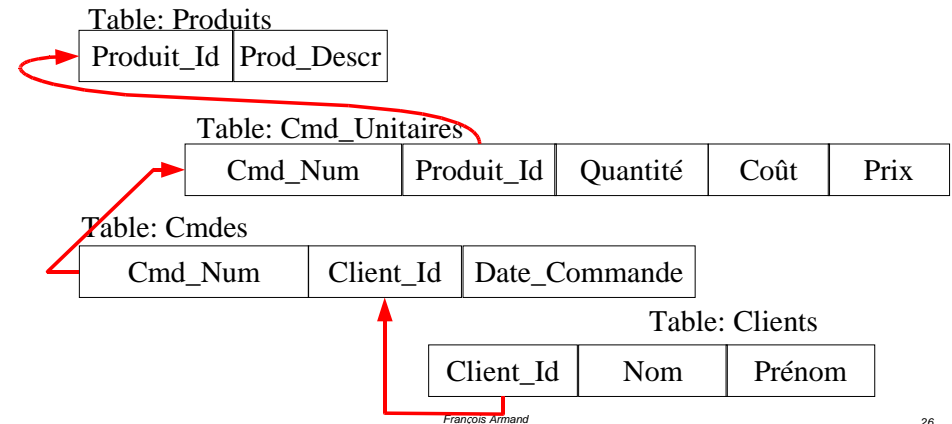 Table: Produits
Produit_Id Prod_Descr
Table: Cmd_Unitaires
Cmd_Num Produit_Id Quantité Coût Prix
Table: Cmdes
Cmd_Num Client_Id Date_Commande
Table: Clients
Client_Id Nom Prénom
François Armand 26